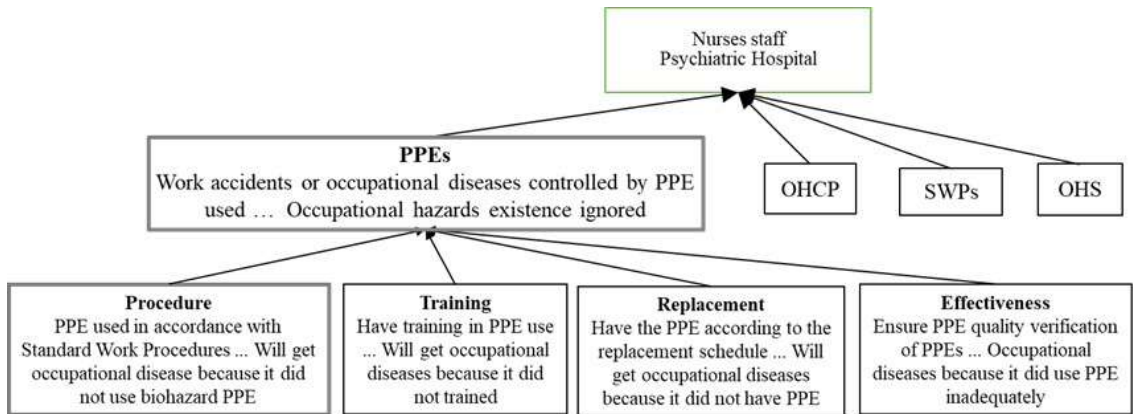 Nurses staff
Psychiatric Hospital
PPEs
Work accidents or occupational diseases controlled by PPE
used ... Occupational hazards existence ignored
OHCP
SWPs
OHS
Procedure
PPE used in accordance with
Standard Work Procedures ... Will get
occupational disease because it did
not use biohazard PPE
Training
Have training in PPE use
... Will get occupational
diseases because it did
not trained
Replacement
Have the PPE according to the
replacement schedule ... Will
get occupational diseases
because it did not have PPE
Effectiveness
Ensure PPE quality verification
of PPEs ... Occupational
diseases because it did use PPE
inadequately